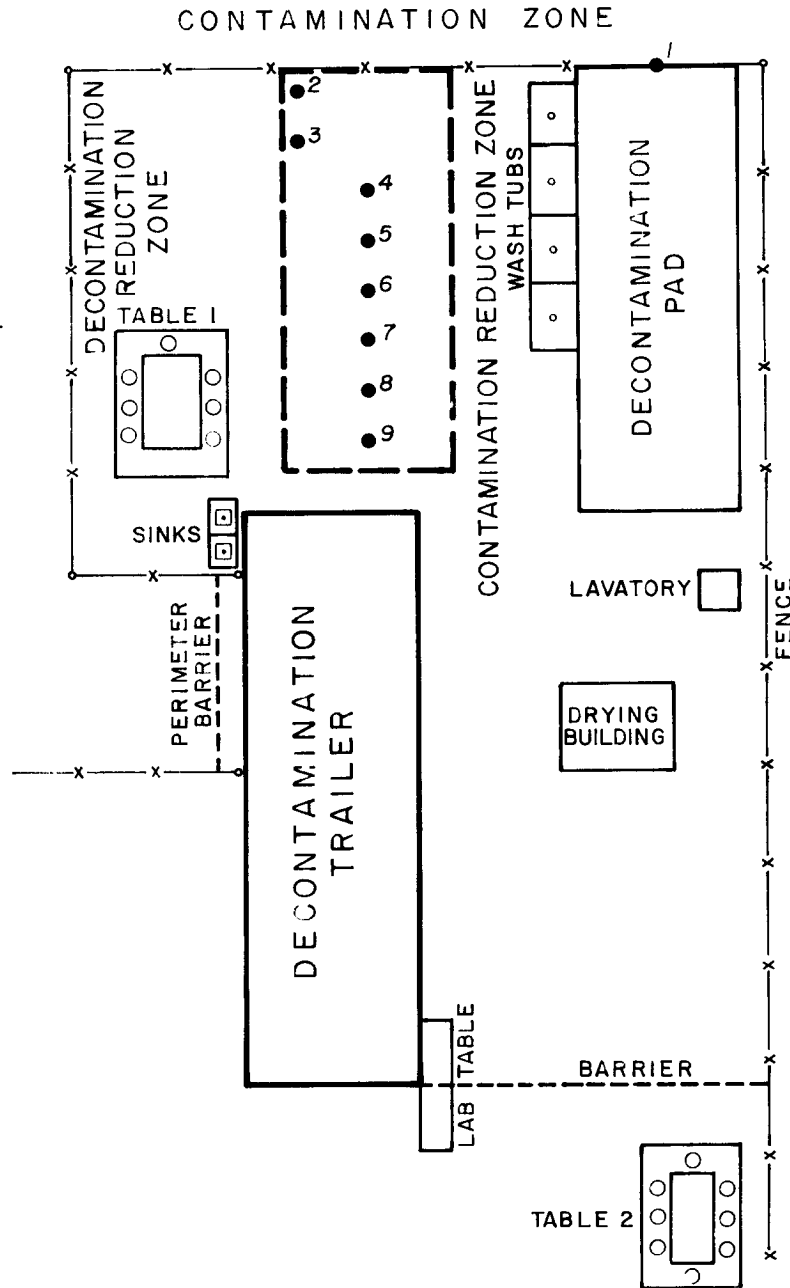 CONTAMINATION ZONE
1
2
3
4
5
6
7
8
9
DECONTAMINATION
REDUCTION
ZONE
CONTAMINATION REDUCTION ZONE
WASH TUBS
DECONTAMINATION
PAD
TABLE 1
SINKS
LAVATORY
FENCE
PERIMETER
BARRIER
DECONTAMINATION
TRAILER
DRYING
BUILDING
LAB TABLE
BARRIER
TABLE 2